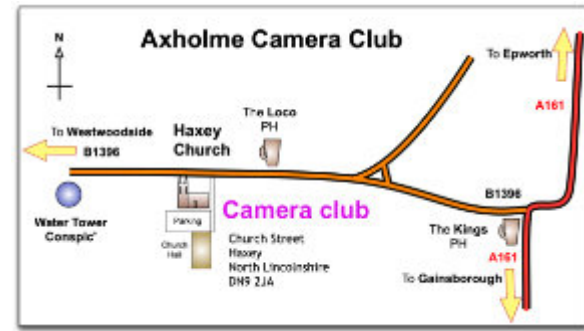 Axholme Camera Club
N
To Epworth
A161
The Loco
PH
Haxey
Church
To Westwoodside
B1396
B1396
Water Tower
Conspic'
Parking
Camera club
Church
Hall
Church Street
Haxey
North Lincolnshire
DN9 2JA
The Kings
PH
A161
To Gainsborough